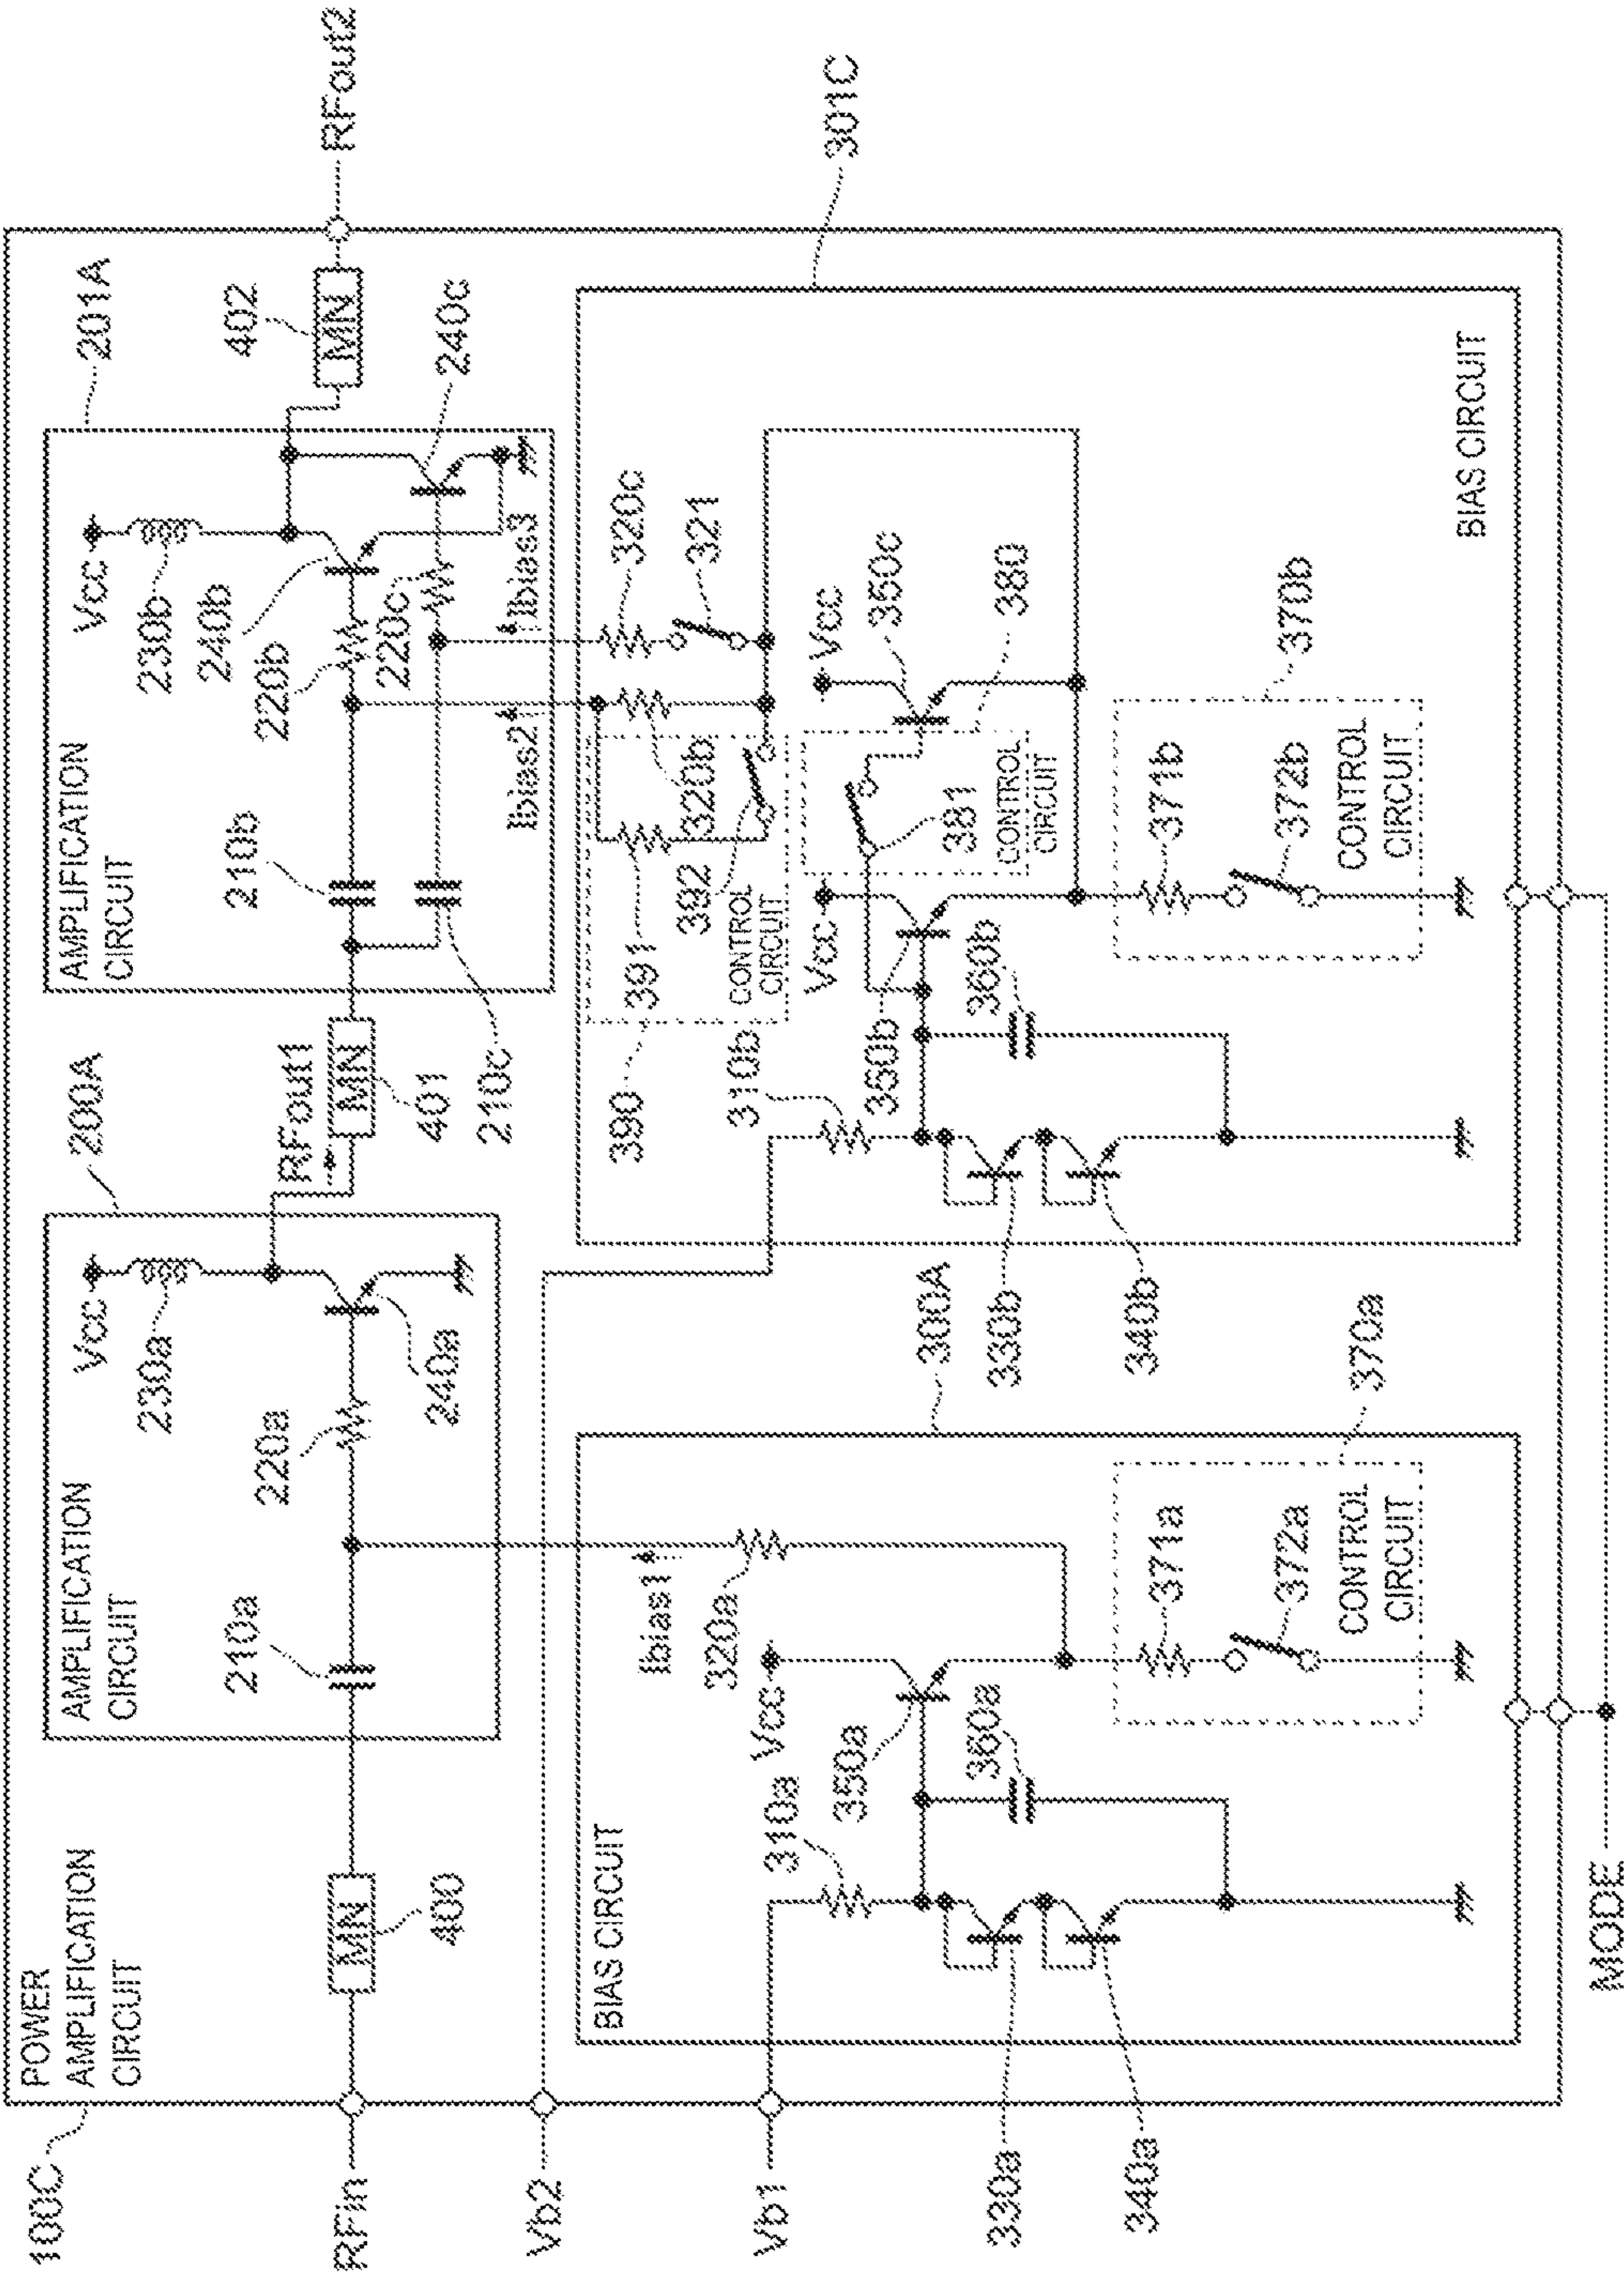 100C
POWER
AMPLIFICATION
CIRCUIT
RFin
MN
400
AMPLIFICATION
CIRCUIT
200A
210a
220a
Vcc
230a
240a
RFout1
MN
401
AMPLIFICATION
CIRCUIT
201A
210b
210c
220b
220c
Vcc
230b
240b
240c
MN
402
RFout2
Vb2
Vb1
BIAS CIRCUIT
300A
310a
320a
Ibias1
330a
340a
Vcc
350a
360a
371a
372a
CONTROL
CIRCUIT
370a
BIAS CIRCUIT
301C
310b
330b
340b
350b
360b
Vcc
390
391
392
CONTROL
CIRCUIT
320b
Ibias2
320c
321
Ibias3
Vcc
350c
380
381
CONTROL
CIRCUIT
371b
372b
CONTROL
CIRCUIT
370b
MODE